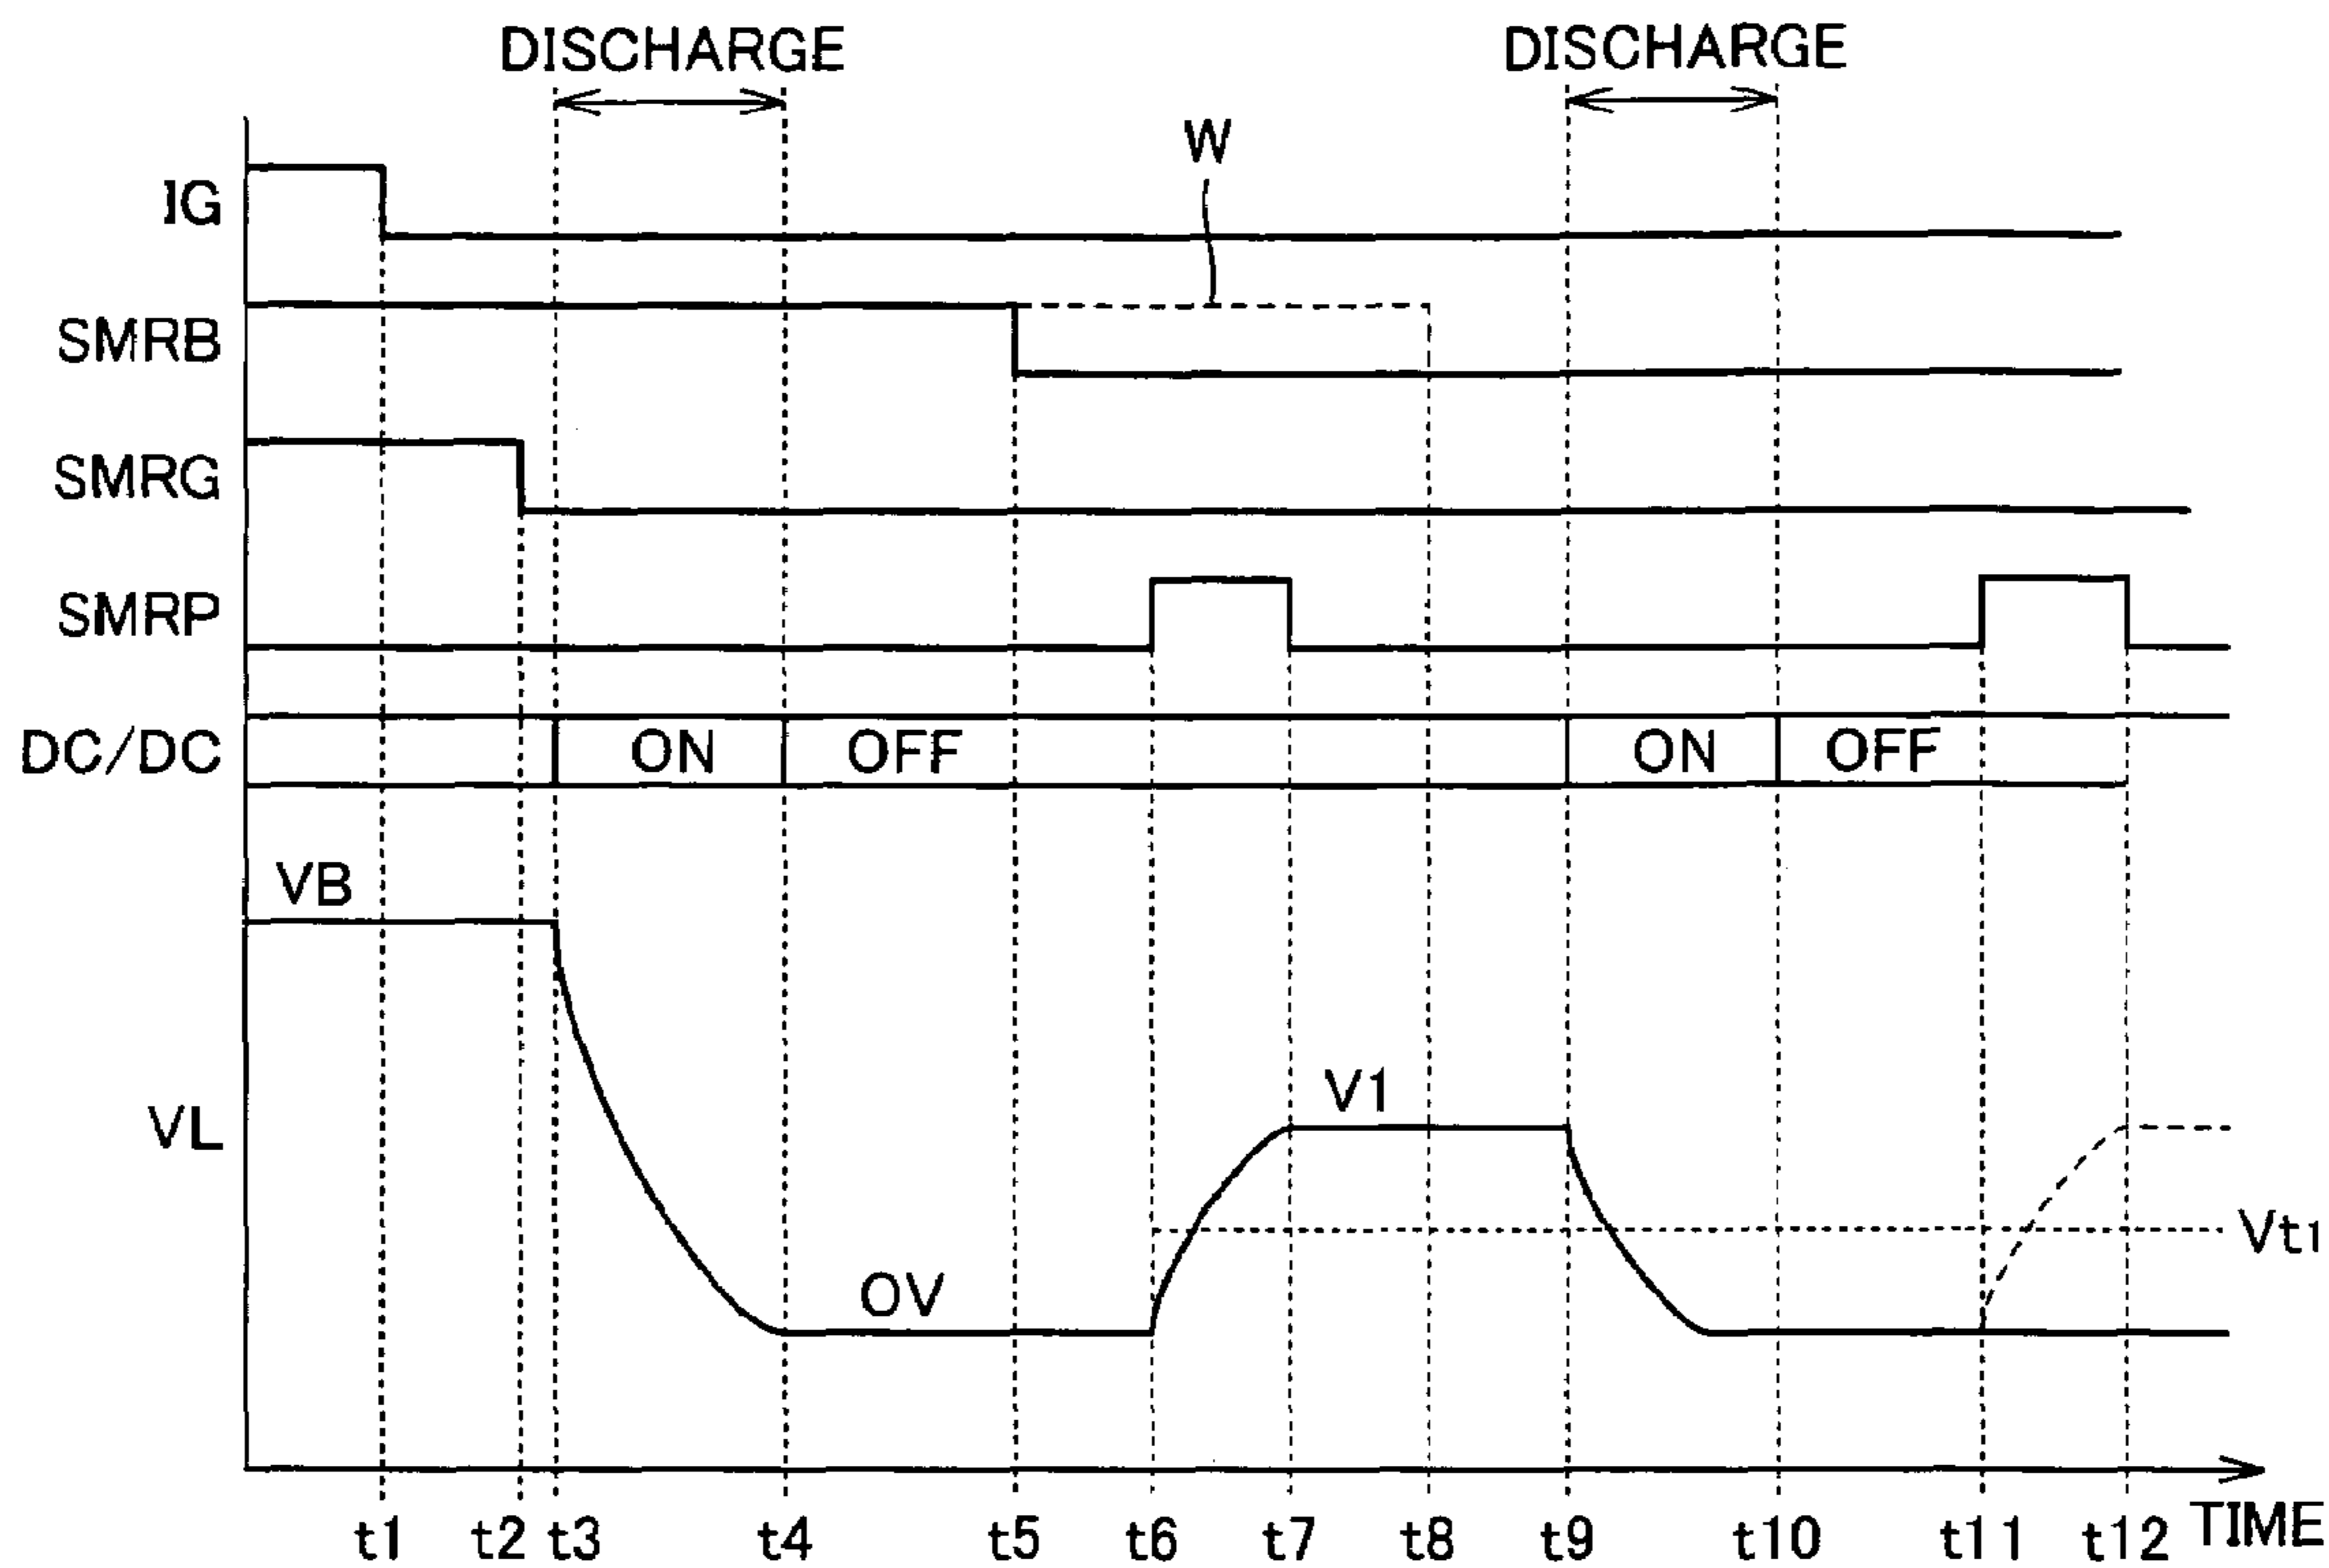 DISCHARGE DISCHARGE
W
IG
SMRB
SMRG
SMRP
DC/DC ON OFF ON OFF
VB
VL V1
Vt1
OV
t1 t2 t3 t4 t5 t6 t7 t8 t9 t10 t11 t12 TIME